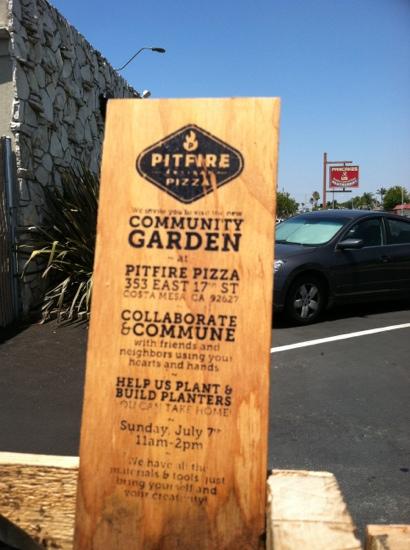 PITFIRE
ARTISAN
PIZZA
We invite you to visit the new
COMMUNITY
GARDEN
~ at ~
PITFIRE PIZZA
353 EAST 17TH ST
COSTA MESA, CA 92627
COLLABORATE
& COMMUNE
with friends and
neighbors using your
hearts and hands
~
HELP US PLANT &
BUILD PLANTERS
YOU CAN TAKE HOME!
~
Sunday, July 7th
11am-2pm
~
We have all the
materials & tools, just
bring yourself and
your creativity!
PANCAKES
RESTAURANT